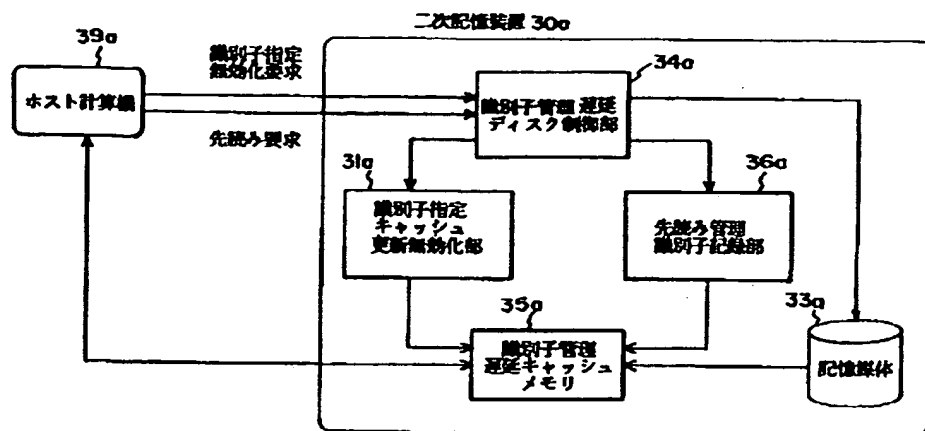 二次記憶装置 30a
39a
識別子指定
無効化要求
34a
ホスト計算機
識別子管理 遅延
ディスク制御部
先読み要求
31a
36a
識別子指定
キャッシュ
更新無効化部
先読み管理
識別子記録部
35a
33a
識別子管理
遅延キャッシュ
メモリ
記憶媒体